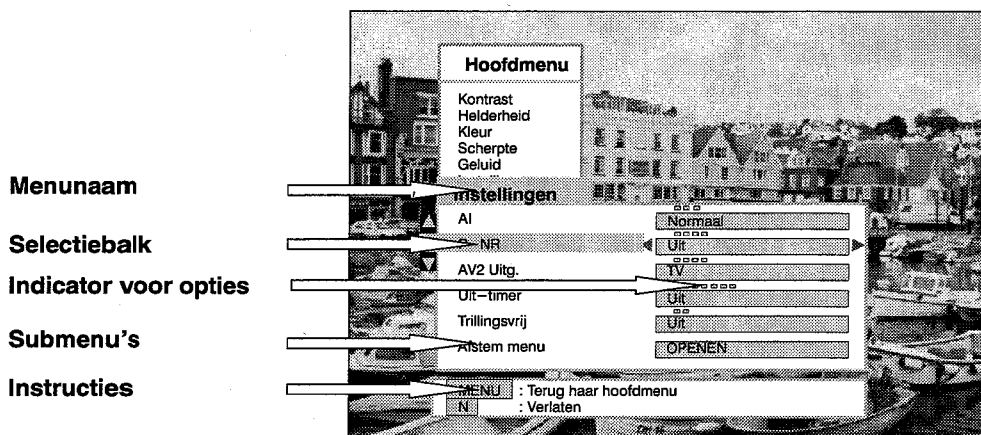 Hoofdmenu
Kontrast
Helderheid
Kleur
Scherpte
Geluid
Menunaam
Instellingen
AI
Normaal
Selectiebalk
NR
Uit
AV2 Uitg.
TV
Indicator voor opties
Uit-timer
Uit
Trillingsvrij
Uit
Submenu's
Afstem menu
OPENEN
Instructies
MENU : Terug haar hoofdmenu
N : Verlaten